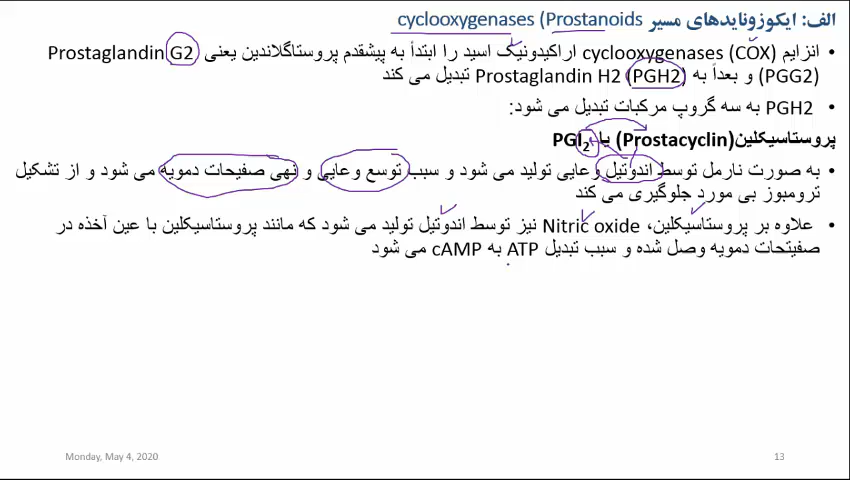 الف: ایکوزونایدهای مسیر cyclooxygenases (Prostanoids
• انزایم cyclooxygenases (COX) اراکیدونیک اسید را ابتدأ به پیشقدم پروستاگلاندین یعنی Prostaglandin G2
(PGG2) و بعداً به Prostaglandin H2 (PGH2) تبدیل می کند
• PGH2 به سه گروپ مرکبات تبدیل می شود:
پروستاسیکلین(Prostacyclin) یا PGI2
• به صورت نارمل توسط اندوتیل وعایی تولید می شود و سبب توسع وعایی و نهی صفیحات دمویه می شود و از تشکیل
ترومبوز بی مورد جلوگیری می کند
• علاوه بر پروستاسیکلین، Nitric oxide نیز توسط اندوتیل تولید می شود که مانند پروستاسیکلین با عین آخذه در
صفیتحات دمویه وصل شده و سبب تبدیل ATP به cAMP می شود
Monday, May 4, 2020
13